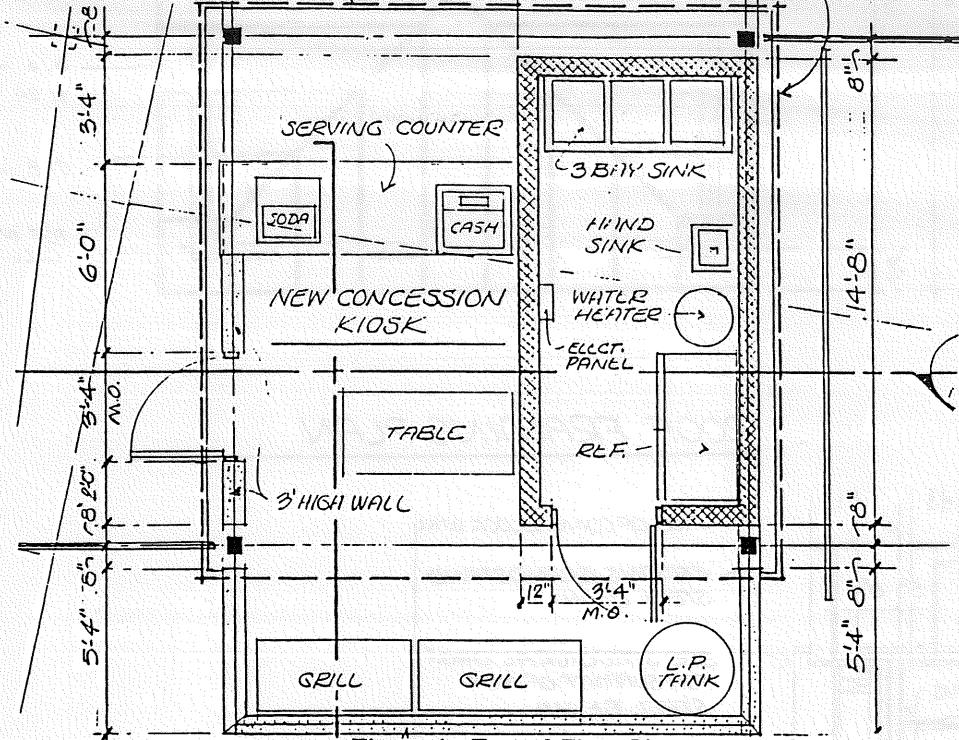 3'-4"
8"
SERVING COUNTER
3 BAY SINK
SODA
CASH
HAND
SINK
6'-0"
14'-8"
NEW CONCESSION
KIOSK
WATER
HEATER
ELECT.
PANEL
3'-4"
M.O.
TABLE
REF.
3' HIGH WALL
2'-0"
8"
8"
8"
8"
12"
3'-4"
M.O.
5'-4"
5'-4"
GRILL
GRILL
L.P.
TANK